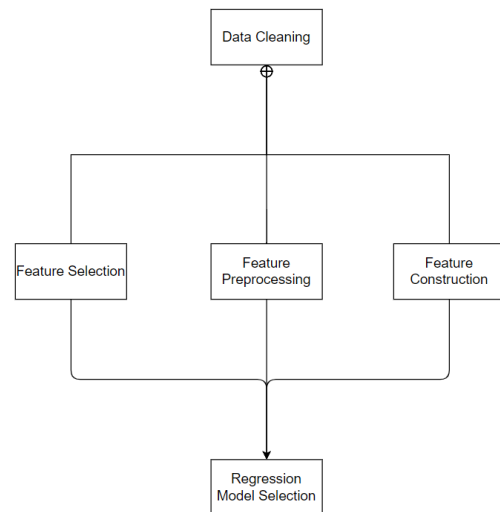 Data Cleaning
Feature Selection
Feature
Preprocessing
Feature
Construction
Regression
Model Selection